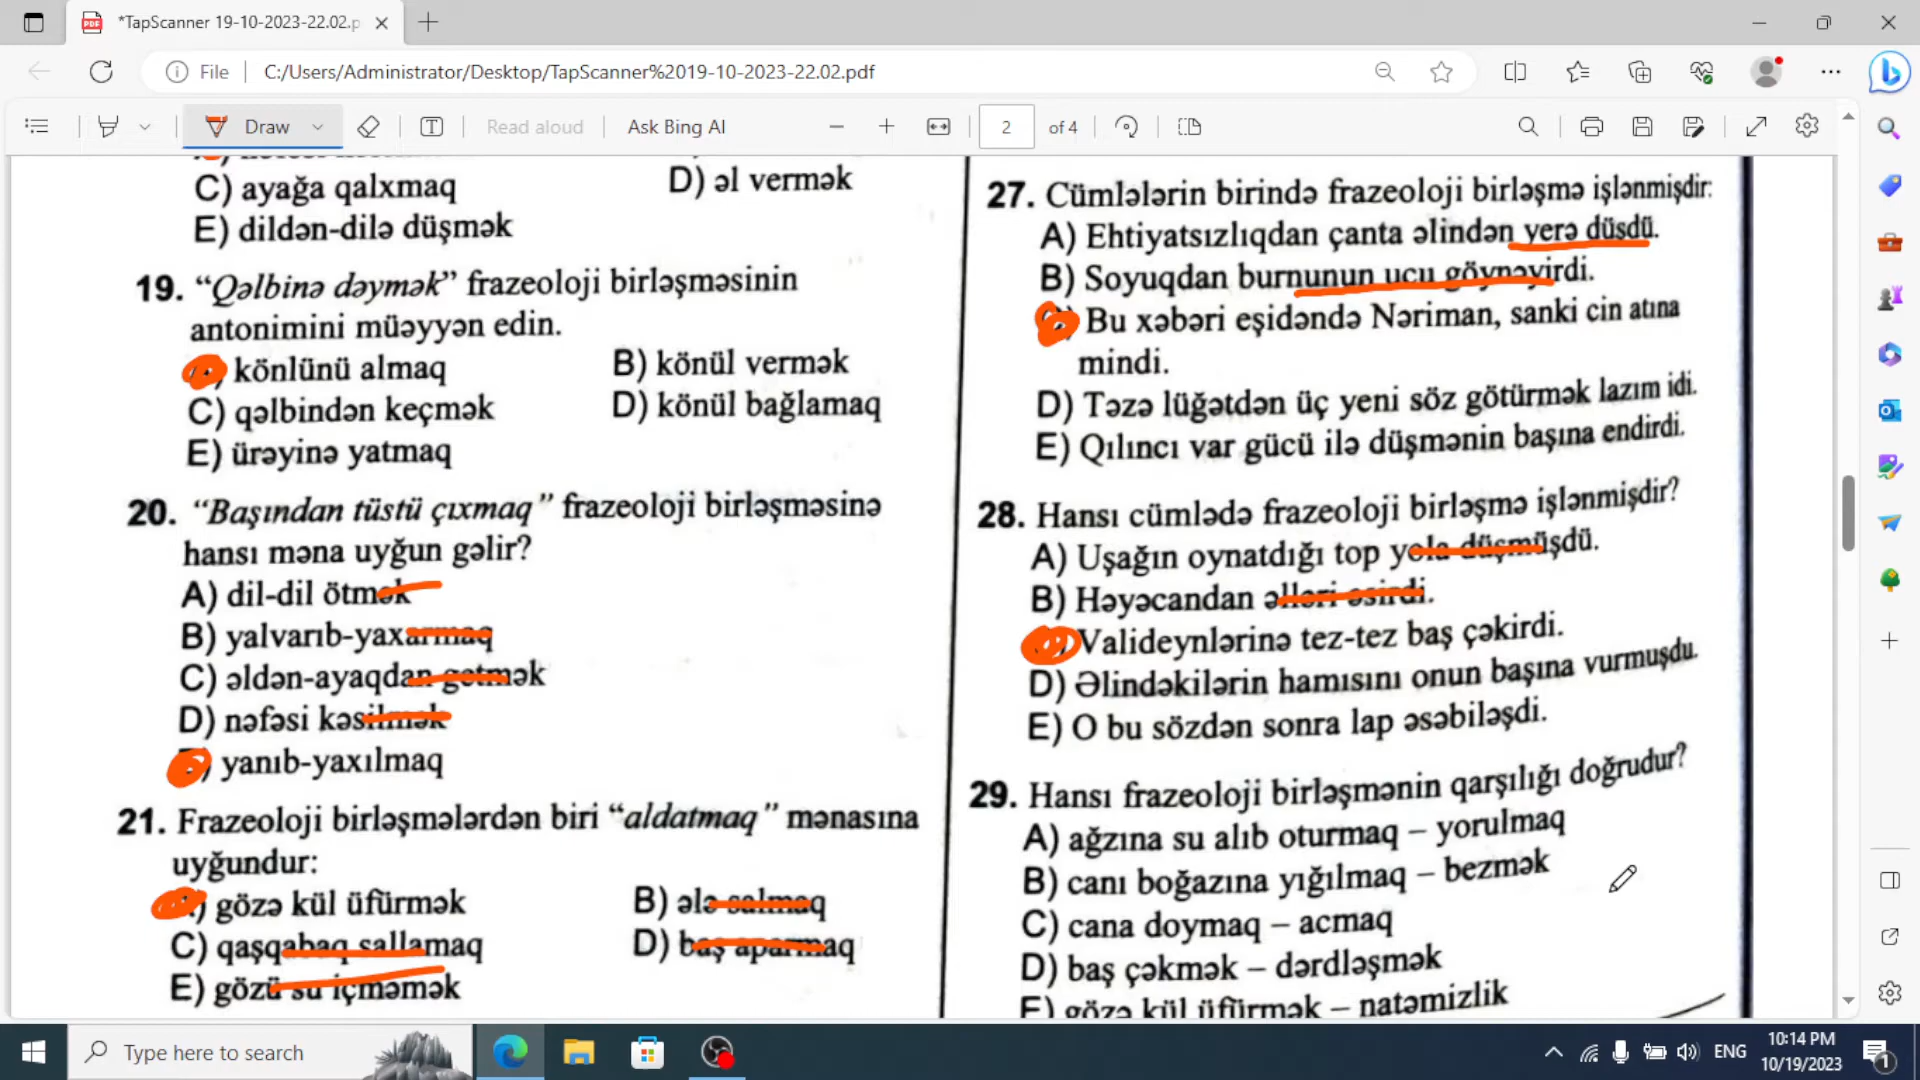 *TapScanner 19-10-2023-22.02.p
File
C:/Users/Administrator/Desktop/TapScanner%2019-10-2023-22.02.pdf
Draw
Read aloud
Ask Bing AI
2
of 4
C) ayağa qalxmaq
D) əl vermək
E) dildən-dilə düşmək
19. “Qəlbinə dəymək” frazeoloji birləşməsinin
antonimini müəyyən edin.
könlünü almaq
B) könül vermək
C) qəlbindən keçmək
D) könül bağlamaq
E) ürəyinə yatmaq
20. “Başından tüstü çıxmaq” frazeoloji birləşməsinə
hansı məna uyğun gəlir?
A) dil-dil ötmək
B) yalvarıb-yaxarmaq
C) əldən-ayaqdan getmək
D) nəfəsi kəsilmək
yanıb-yaxılmaq
21. Frazeoloji birləşmələrdən biri “aldatmaq” mənasına
uyğundur:
gözə kül üfürmək
B) ələ salmaq
C) qaşqabaq sallamaq
D) baş aparmaq
E) gözü su içməmək
27. Cümlələrin birində frazeoloji birləşmə işlənmişdir:
A) Ehtiyatsızlıqdan çanta əlindən yerə düşdü.
B) Soyuqdan burnunun ucu göynəyirdi.
Bu xəbəri eşidəndə Nəriman, sanki cin atına
mindi.
D) Təzə lüğətdən üç yeni söz götürmək lazım idi.
E) Qılıncı var gücü ilə düşmənin başına endirdi.
28. Hansı cümlədə frazeoloji birləşmə işlənmişdir?
A) Uşağın oynatdığı top yola düşmüşdü.
B) Həyəcandan əlləri əsirdi.
Valideynlərinə tez-tez baş çəkirdi.
D) Əlindəkilərin hamısını onun başına vurmuşdu.
E) O bu sözdən sonra lap əsəbiləşdi.
29. Hansı frazeoloji birləşmənin qarşılığı doğrudur?
A) ağzına su alıb oturmaq – yorulmaq
B) canı boğazına yığılmaq – bezmək
C) cana doymaq – acmaq
D) baş çəkmək – dərdləşmək
E) gözə kül üfürmək – natəmizlik
Type here to search
ENG
10:14 PM
10/19/2023
1